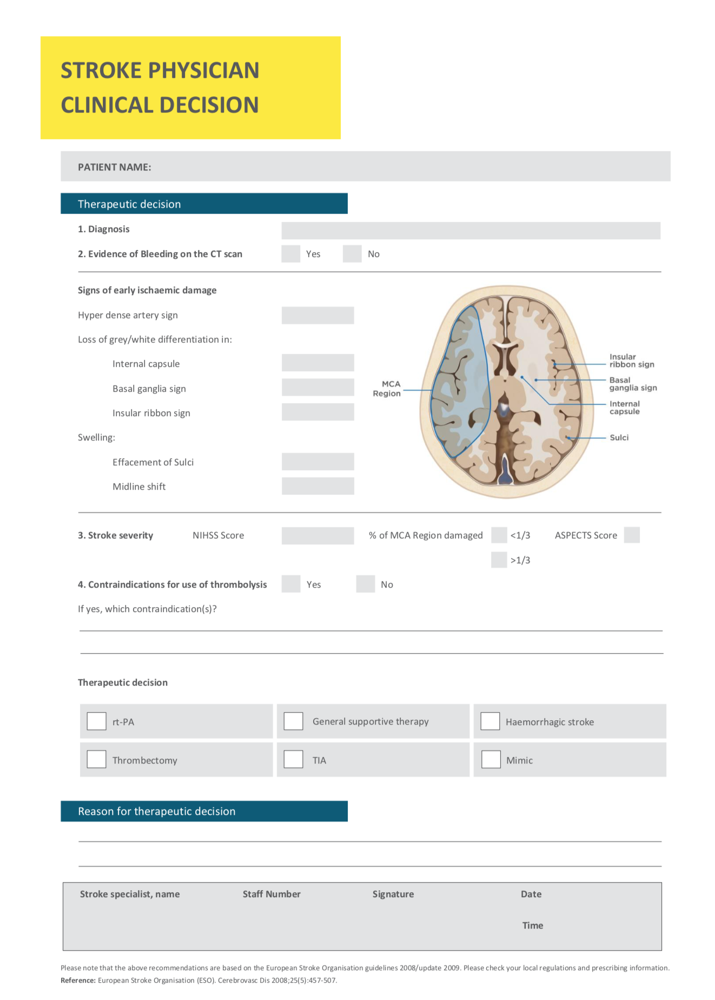 STROKE PHYSICIAN
CLINICAL DECISION
PATIENT NAME:
Therapeutic decision
1. Diagnosis
2. Evidence of Bleeding on the CT scan Yes No
Signs of early ischaemic damage
Hyper dense artery sign
Loss of grey/white differentiation in:
Internal capsule
Basal ganglia sign
Insular ribbon sign
Swelling:
Effacement of Sulci
Midline shift
MCA
Region
Insular
ribbon sign
Basal
ganglia sign
Internal
capsule
Sulci
3. Stroke severity NIHSS Score % of MCA Region damaged <1/3 ASPECTS Score
>1/3
4. Contraindications for use of thrombolysis Yes No
If yes, which contraindication(s)?
Therapeutic decision
rt-PA General supportive therapy Haemorrhagic stroke
Thrombectomy TIA Mimic
Reason for therapeutic decision
Stroke specialist, name Staff Number Signature Date
Time
Please note that the above recommendations are based on the European Stroke Organisation guidelines 2008/update 2009. Please check your local regulations and prescribing information.
Reference: European Stroke Organisation (ESO). Cerebrovasc Dis 2008;25(5):457-507.